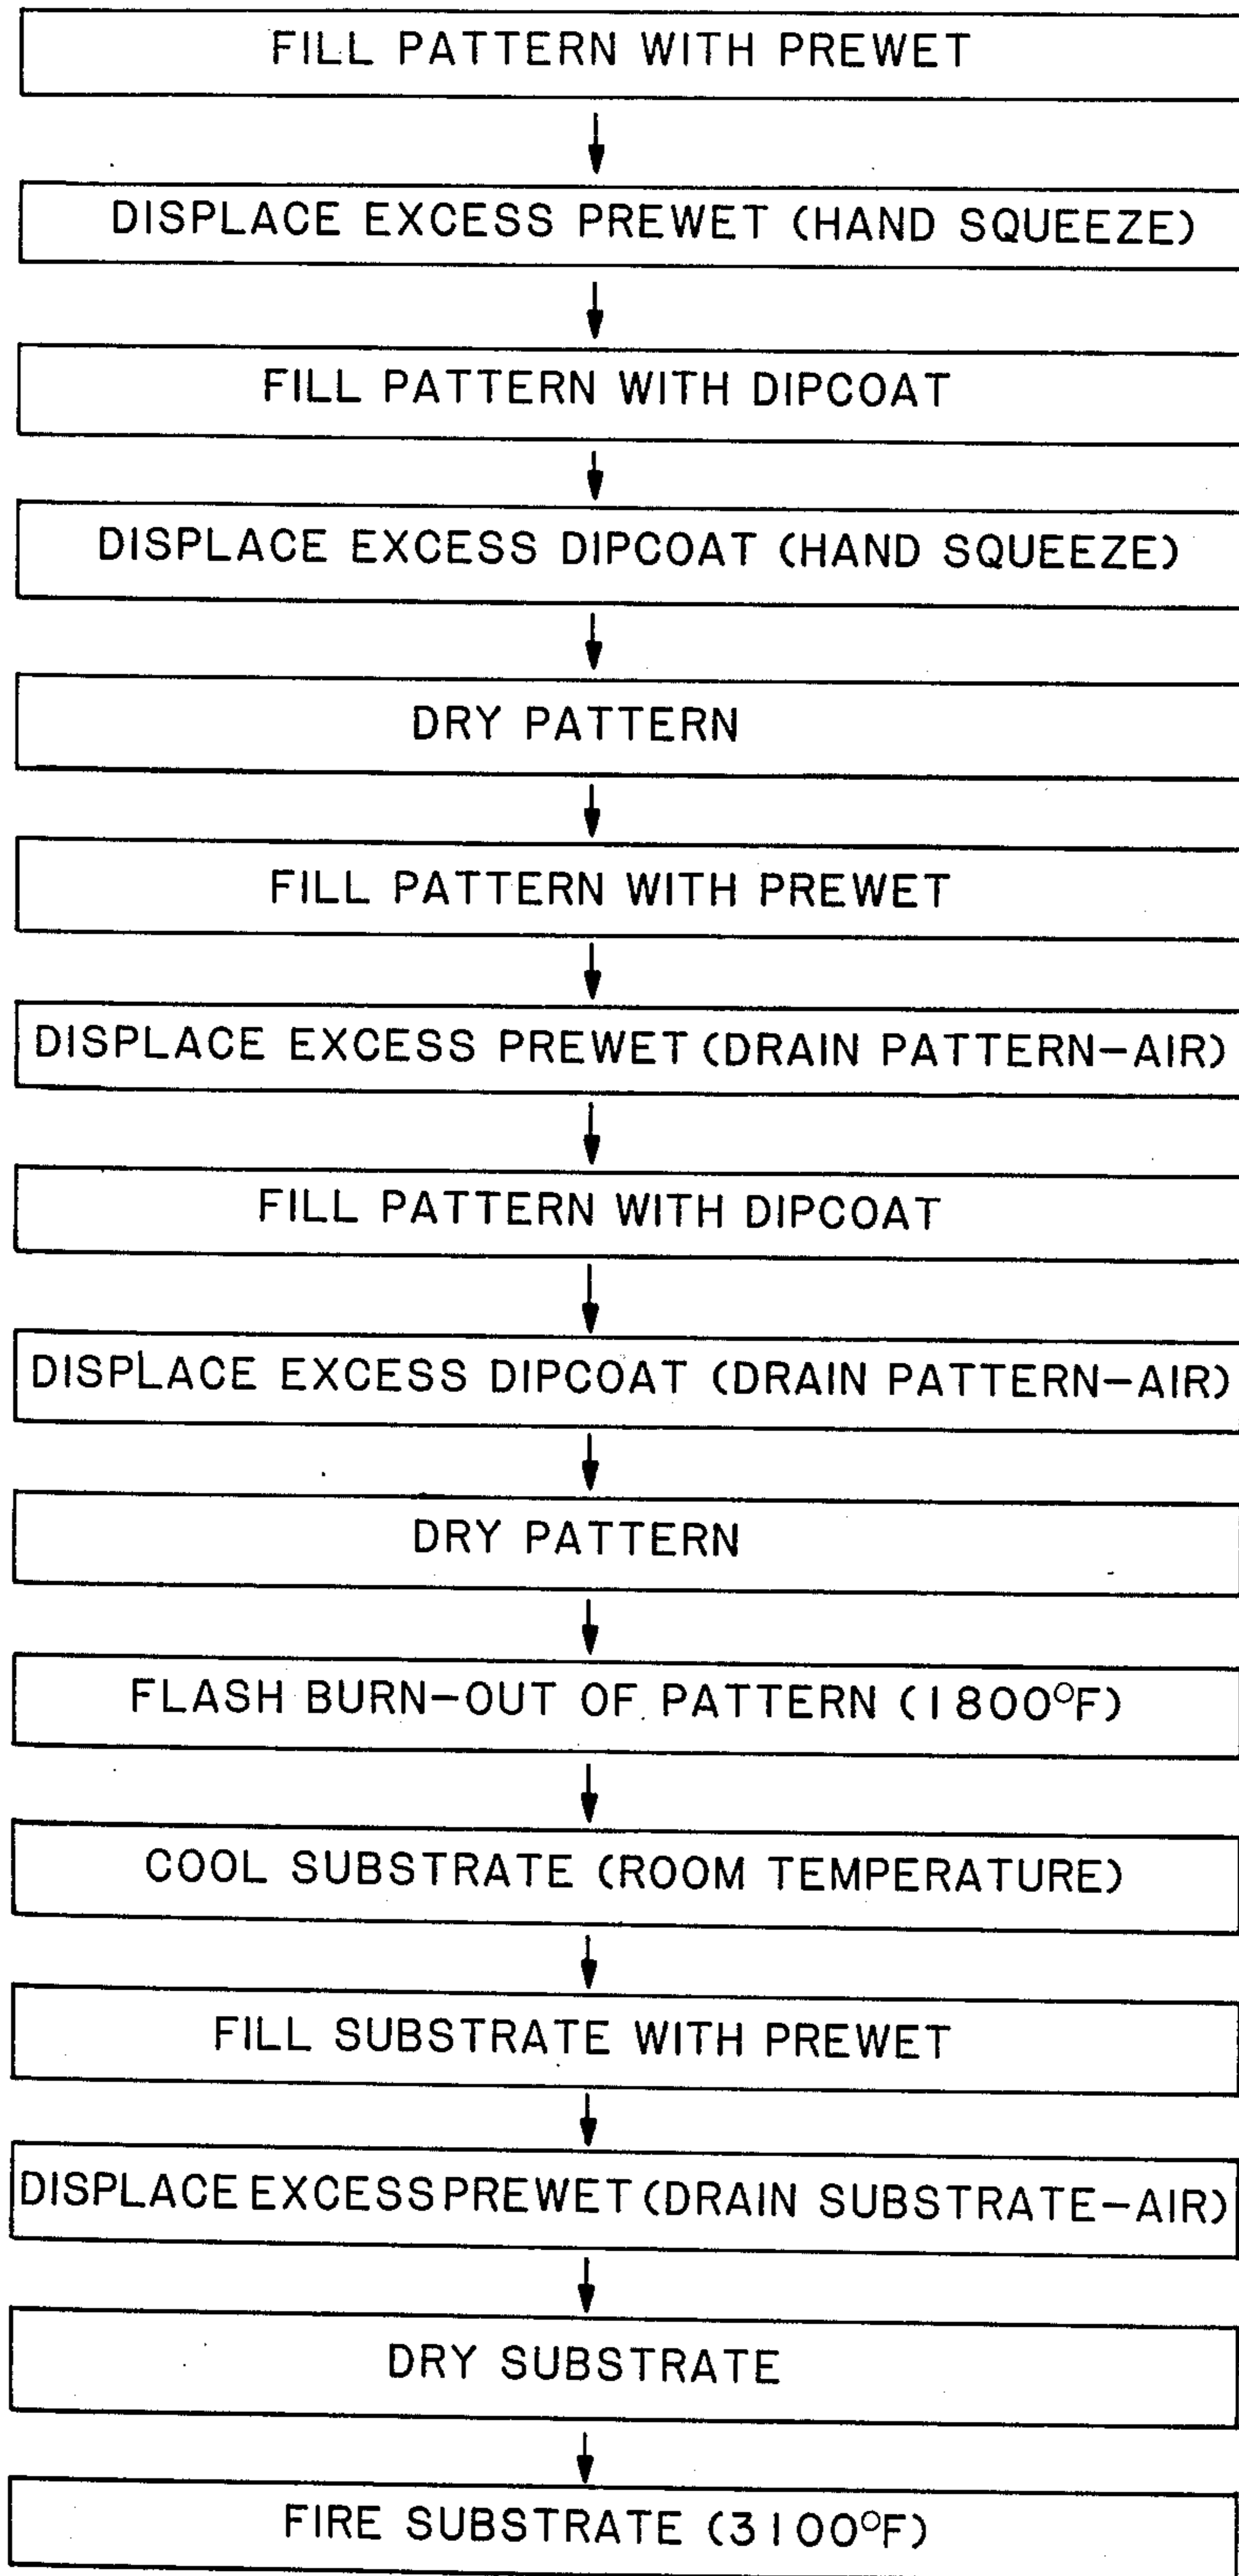 FILL PATTERN WITH PREWET
DISPLACE EXCESS PREWET (HAND SQUEEZE)
FILL PATTERN WITH DIPCOAT
DISPLACE EXCESS DIPCOAT (HAND SQUEEZE)
DRY PATTERN
FILL PATTERN WITH PREWET
DISPLACE EXCESS PREWET (DRAIN PATTERN-AIR)
FILL PATTERN WITH DIPCOAT
DISPLACE EXCESS DIPCOAT (DRAIN PATTERN-AIR)
DRY PATTERN
FLASH BURN-OUT OF PATTERN (1800°F)
COOL SUBSTRATE (ROOM TEMPERATURE)
FILL SUBSTRATE WITH PREWET
DISPLACE EXCESS PREWET (DRAIN SUBSTRATE-AIR)
DRY SUBSTRATE
FIRE SUBSTRATE (3100°F)